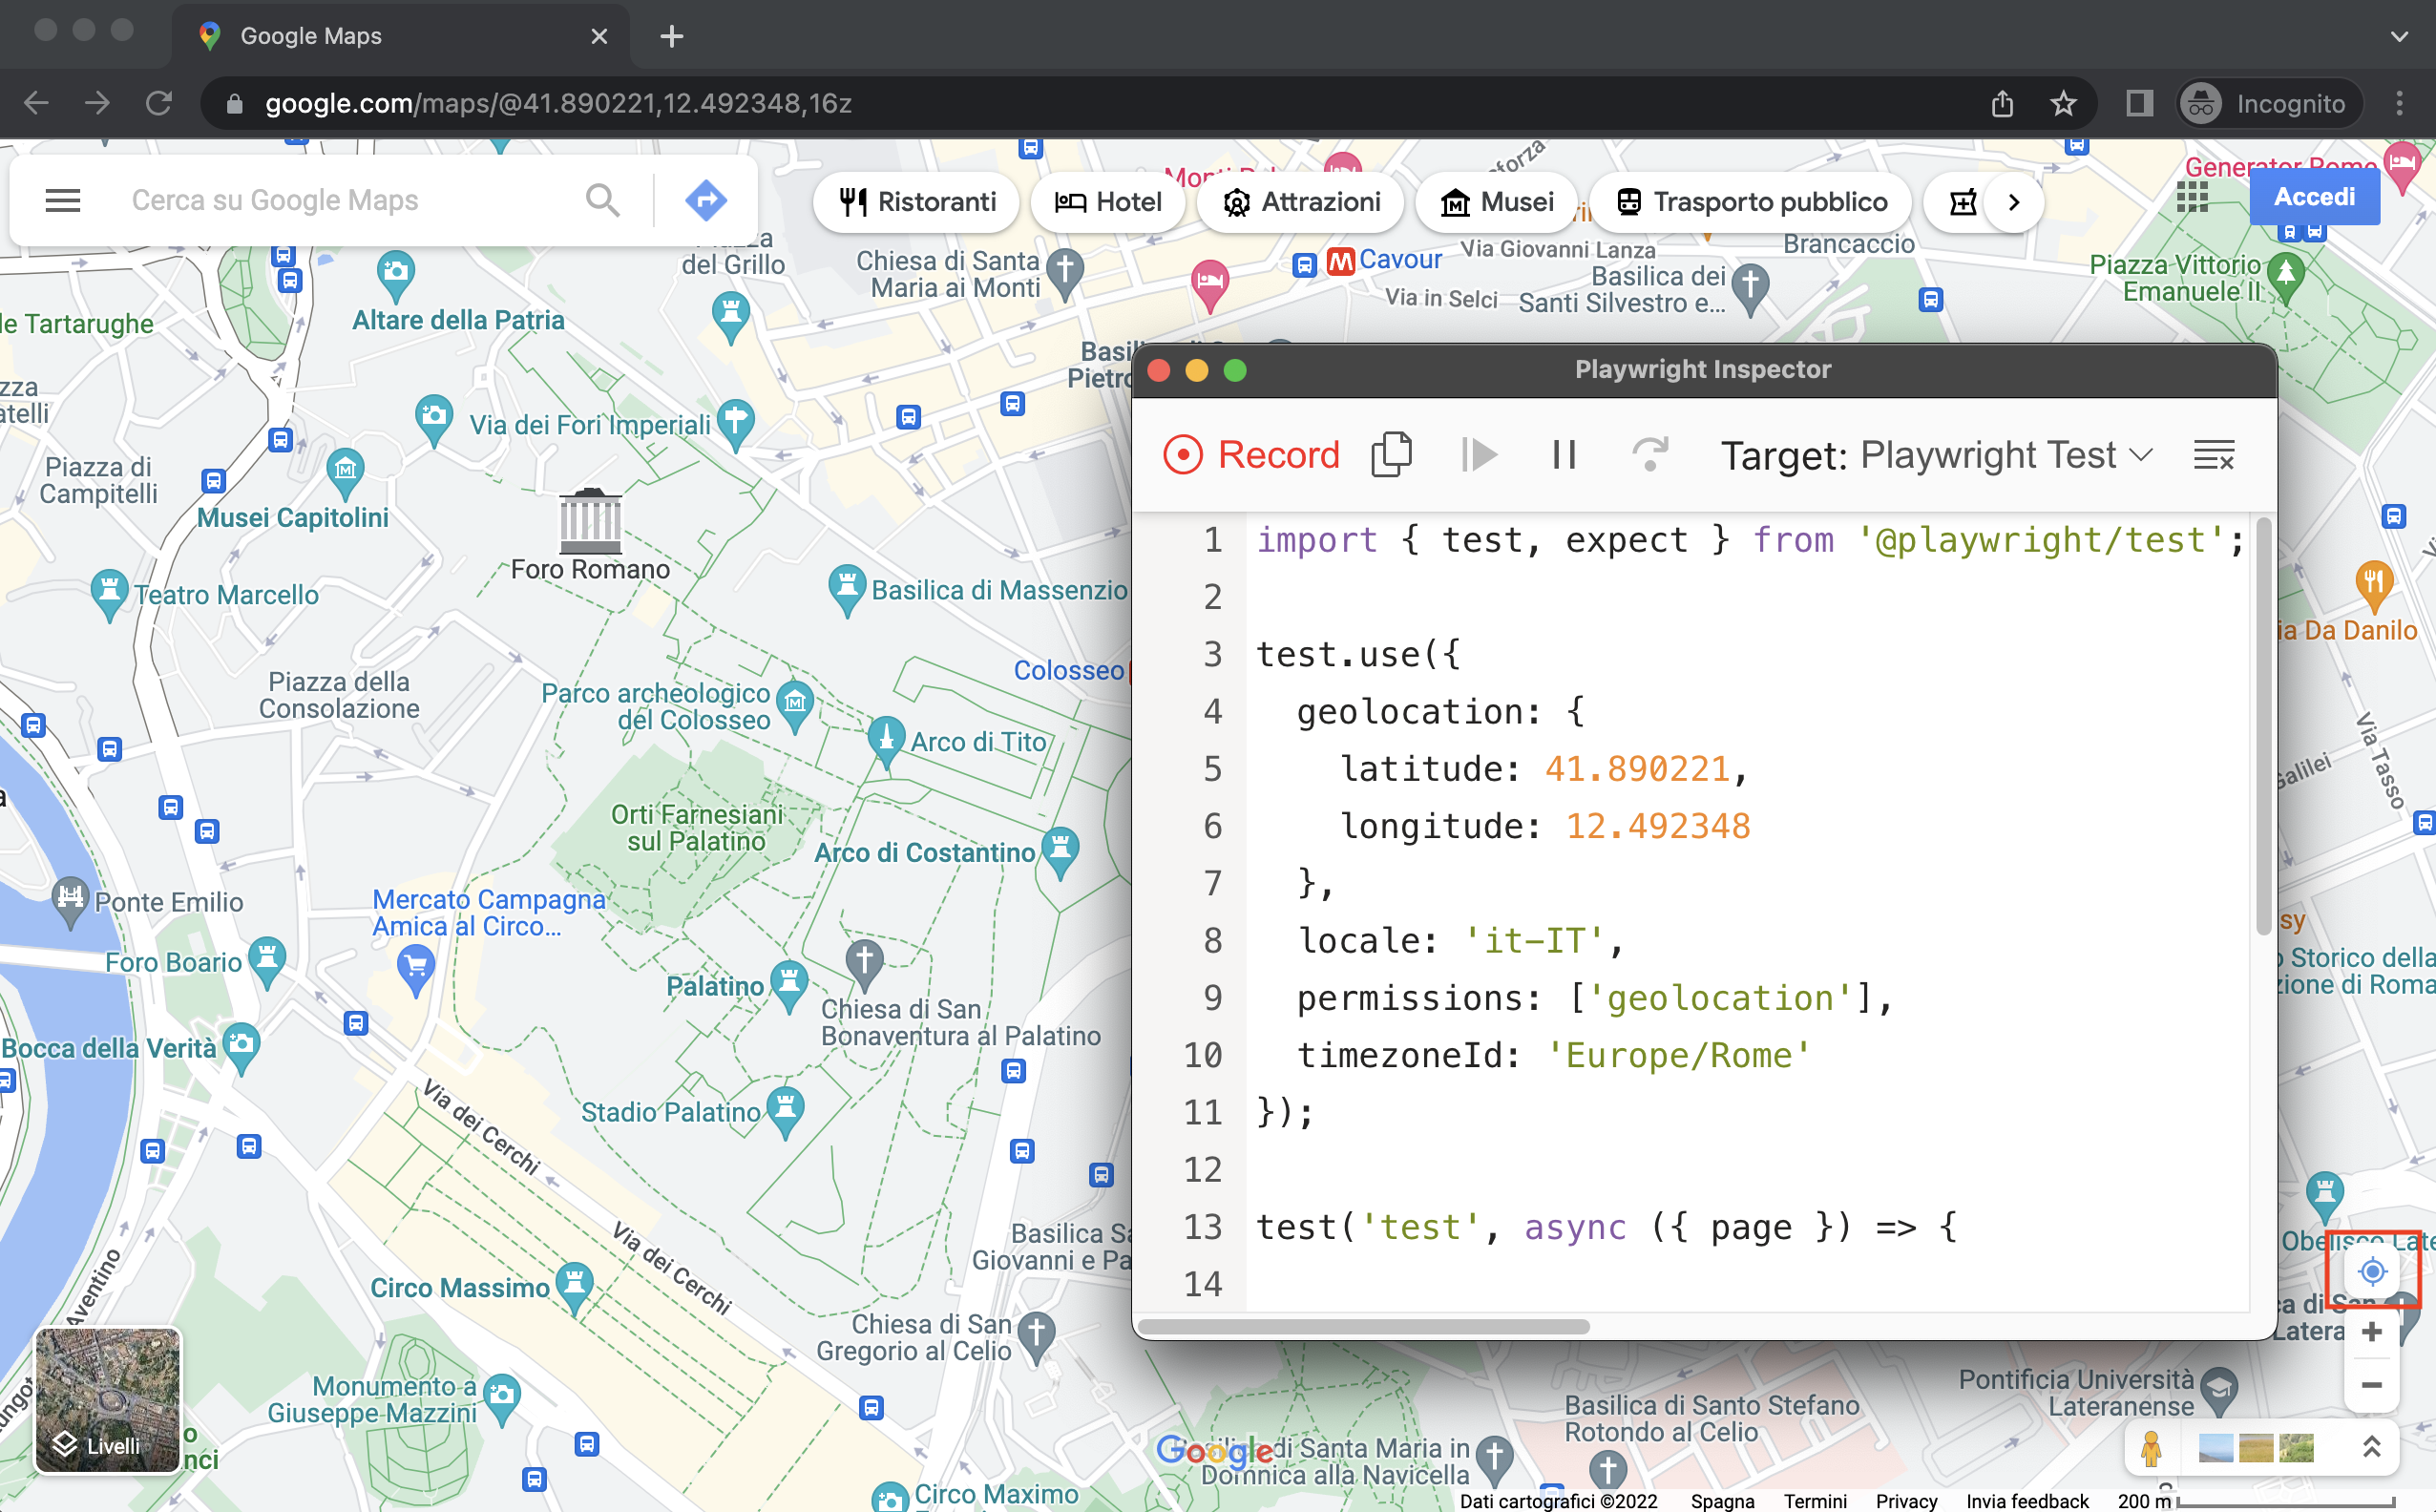 Google Maps
google.com/maps/@41.890221,12.492348,16z
Incognito
Cerca su Google Maps
Ristoranti
Hotel
Attrazioni
Musei
Trasporto pubblico
Accedi
del Grillo
Chiesa di Santa
Maria ai Monti
Cavour
Via Giovanni Lanza
Brancaccio
Via in Selci
Basilica dei
Santi Silvestro e...
Piazza Vittorio
Emanuele II
Generator Rome
le Tartarughe
Altare della Patria
Via dei Fori Imperiali
Piazza di
Campitelli
Musei Capitolini
Foro Romano
Teatro Marcello
Basilica di Massenzio
Colosseo
Piazza della
Consolazione
Parco archeologico
del Colosseo
Arco di Tito
Orti Farnesiani
sul Palatino
Arco di Costantino
Ponte Emilio
Mercato Campagna
Amica al Circo...
Foro Boario
Palatino
Chiesa di San
Bonaventura al Palatino
Bocca della Verità
Stadio Palatino
Via dei Cerchi
Via dei Cerchi
Circo Massimo
Aventino
Chiesa di San
Gregorio al Celio
Monumento a
Giuseppe Mazzini
Livelli
Circo Maximo
Playwright Inspector
Record
Target: Playwright Test
1 import { test, expect } from '@playwright/test';
2
3 test.use({
4 geolocation: {
5 latitude: 41.890221,
6 longitude: 12.492348
7 },
8 locale: 'it-IT',
9 permissions: ['geolocation'],
10 timezoneId: 'Europe/Rome'
11 });
12
13 test('test', async ({ page }) => {
14
ia Da Danilo
Via Tasso
Galilei
Storico della
zione di Roma
Basilica di Santo Stefano
Rotondo al Celio
Pontificia Università
Lateranense
Google
di Santa Maria in
Domnica alla Navicella
Dati cartografici ©2022 Spagna Termini Privacy Invia feedback 200 m